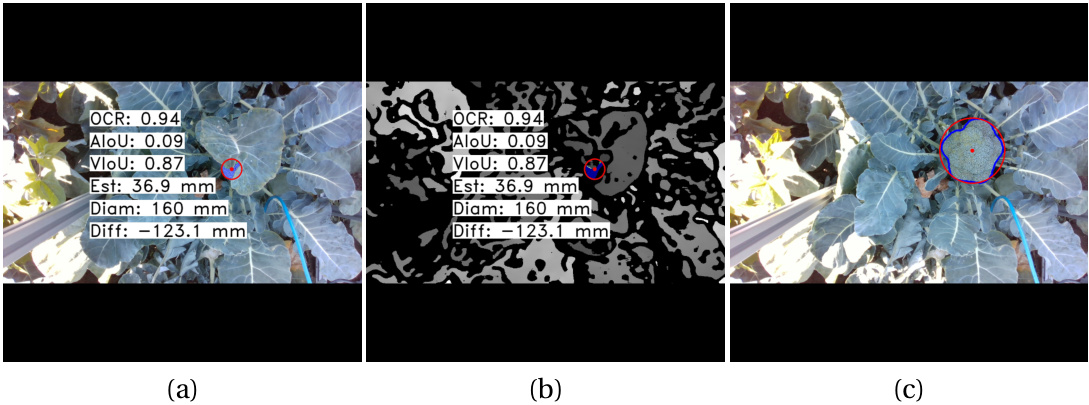 OCR: 0.94
AIoU: 0.09
VIoU: 0.87
Est: 36.9 mm
Diam: 160 mm
Diff: −123.1 mm
OCR: 0.94
AIoU: 0.09
VIoU: 0.87
Est: 36.9 mm
Diam: 160 mm
Diff: −123.1 mm
(a)
(b)
(c)